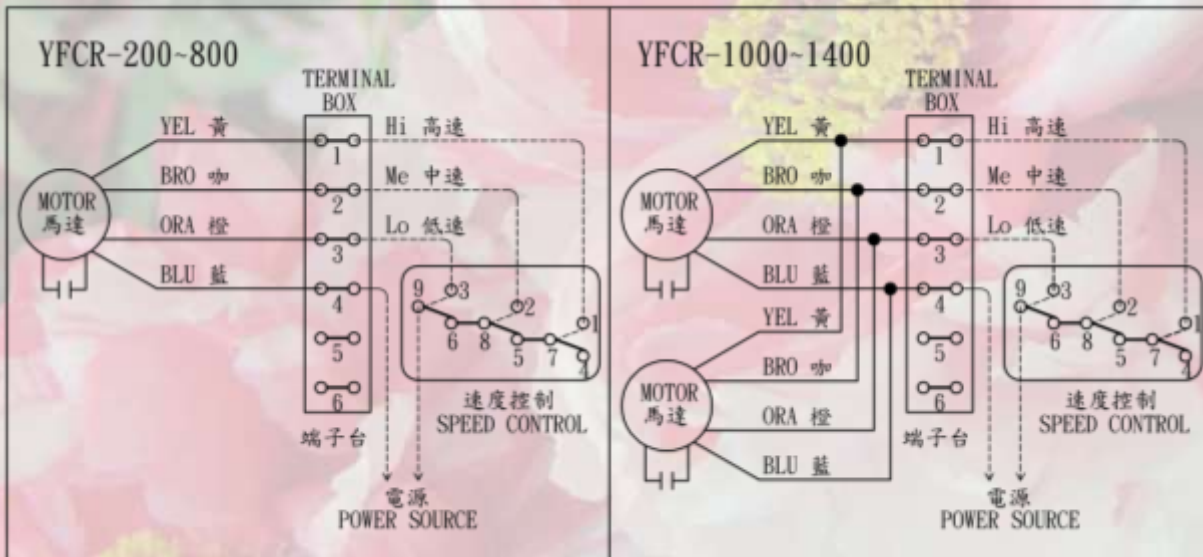 YFCR-200~800
TERMINAL
BOX
YEL 黃
Hi 高速
1
BRO 咖
Me 中速
2
MOTOR
馬達
ORA 橙
Lo 低速
3
BLU 藍
4
5
6
端子台
9
3
2
1
6
8
5
7
4
速度控制
SPEED CONTROL
電源
POWER SOURCE
YFCR-1000~1400
TERMINAL
BOX
YEL 黃
Hi 高速
1
BRO 咖
Me 中速
2
MOTOR
馬達
ORA 橙
Lo 低速
3
BLU 藍
4
YEL 黃
5
BRO 咖
6
MOTOR
馬達
ORA 橙
端子台
BLU 藍
9
3
2
1
6
8
5
7
4
速度控制
SPEED CONTROL
電源
POWER SOURCE